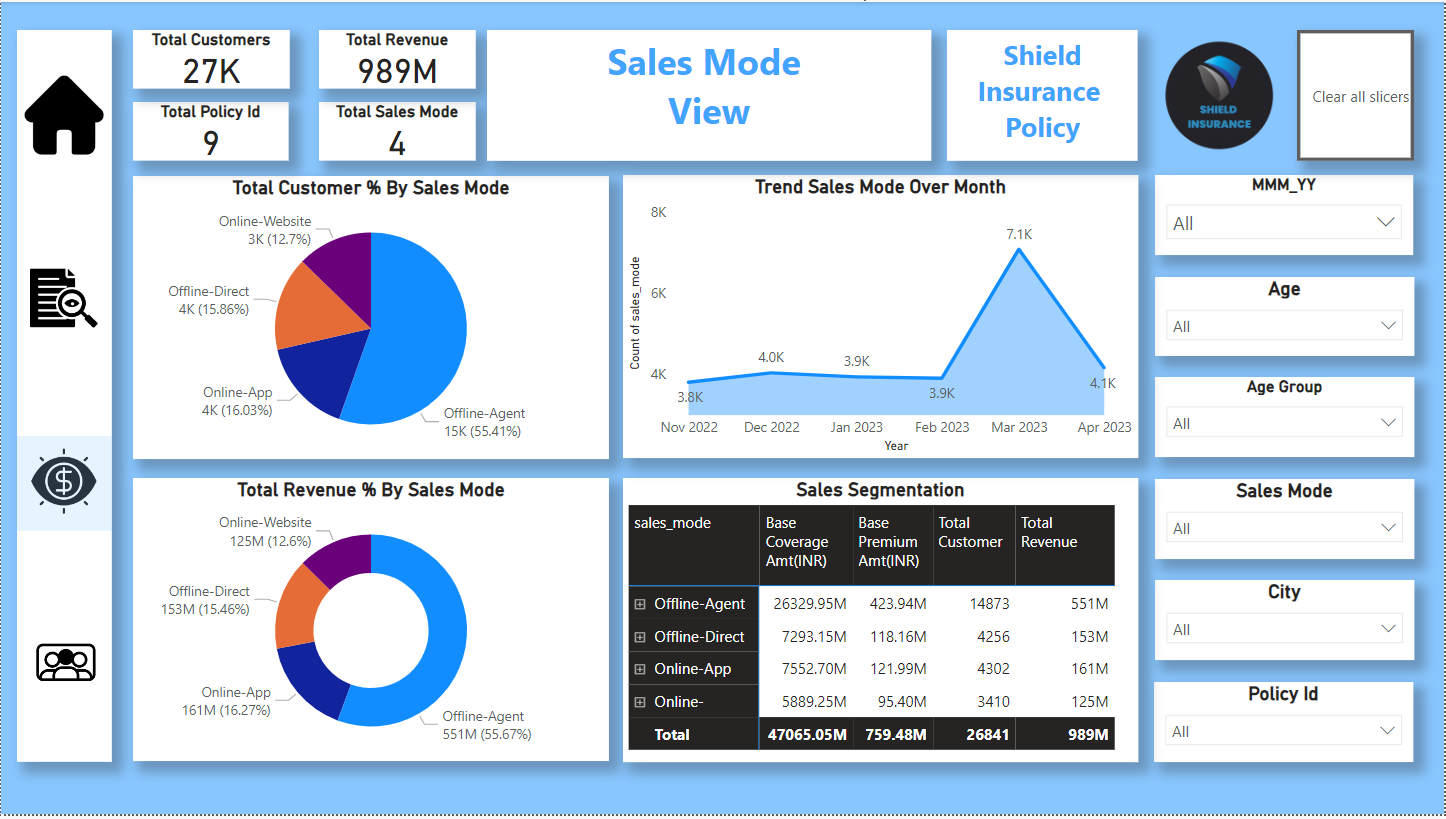 Total Customers
27K
Total Revenue
989M
Total Policy Id
9
Total Sales Mode
4
Sales Mode
View
Shield
Insurance
Policy
SHIELD
INSURANCE
Clear all slicers
Total Customer % By Sales Mode
Online-Website
3K (12.7%)
Offline-Direct
4K (15.86%)
Online-App
4K (16.03%)
Offline-Agent
15K (55.41%)
Trend Sales Mode Over Month
Count of sales_mode
8K
6K
4K
3.8K
4.0K
3.9K
3.9K
7.1K
4.1K
Nov 2022
Dec 2022
Jan 2023
Feb 2023
Mar 2023
Apr 2023
Year
MMM_YY
All
Age
All
Age Group
All
Sales Mode
All
City
All
Policy Id
All
Total Revenue % By Sales Mode
Online-Website
125M (12.6%)
Offline-Direct
153M (15.46%)
Online-App
161M (16.27%)
Offline-Agent
551M (55.67%)
Sales Segmentation
sales_mode Base Coverage Amt(INR) Base Premium Amt(INR) Total Customer Total Revenue
Offline-Agent 26329.95M 423.94M 14873 551M
Offline-Direct 7293.15M 118.16M 4256 153M
Online-App 7552.70M 121.99M 4302 161M
Online- 5889.25M 95.40M 3410 125M
Total 47065.05M 759.48M 26841 989M